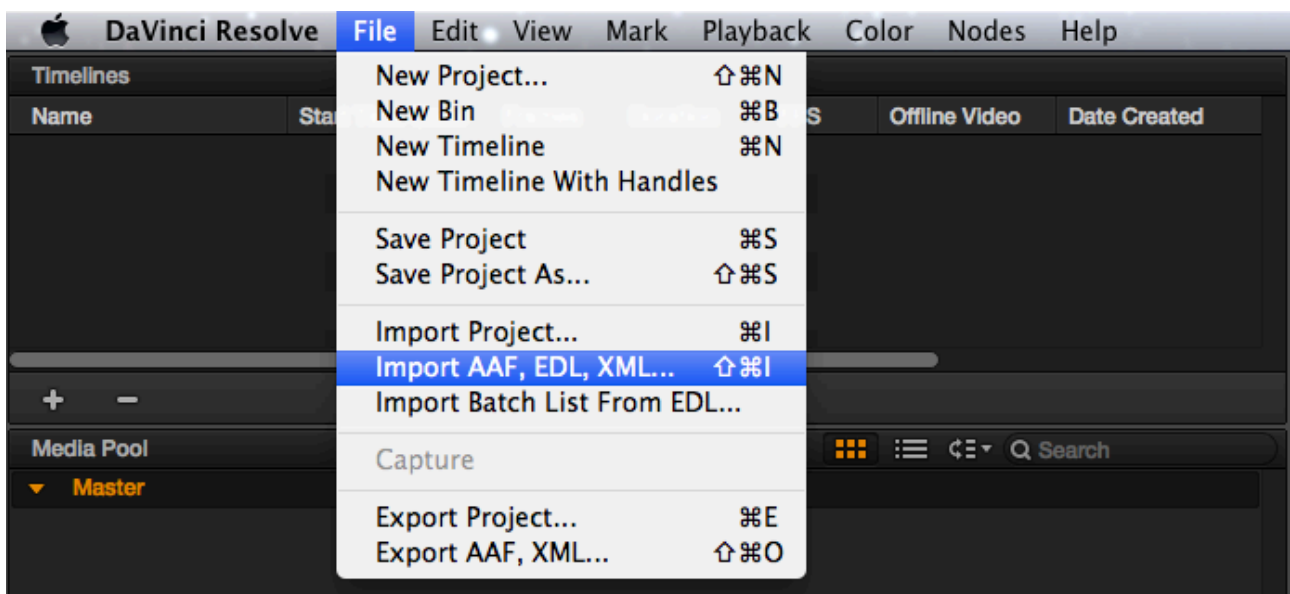 DaVinci Resolve File Edit View Mark Playback Color Nodes Help
Timelines
Name Sta S Offline Video Date Created
New Project... ⇧⌘N
New Bin ⌘B
New Timeline ⌘N
New Timeline With Handles
Save Project ⌘S
Save Project As... ⇧⌘S
Import Project... ⌘I
Import AAF, EDL, XML... ⇧⌘I
Import Batch List From EDL...
Capture
Export Project... ⌘E
Export AAF, XML... ⇧⌘O
+ −
Media Pool Search
Master